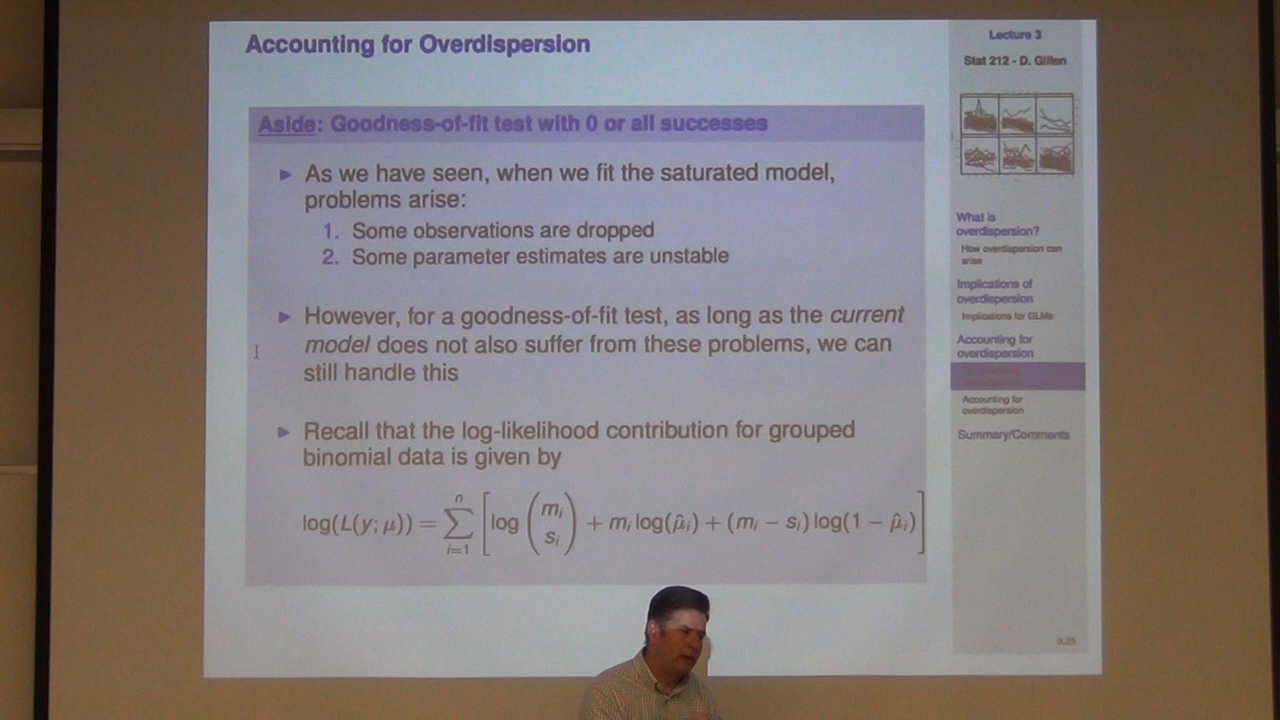 Accounting for Overdispersion
Aside: Goodness-of-fit test with 0 or all successes
► As we have seen, when we fit the saturated model,
problems arise:
1. Some observations are dropped
2. Some parameter estimates are unstable
► However, for a goodness-of-fit test, as long as the current
model does not also suffer from these problems, we can
still handle this
► Recall that the log-likelihood contribution for grouped
binomial data is given by
log(L(y; μ)) = ∑_{i=1}^{n} [log (m_i s_i) + m_i log(μ̂_i) + (m_i − s_i) log(1 − μ̂_i)]
Lecture 3
Stat 212 - D. Gillen
What is
overdispersion?
How overdispersion can
arise
Implications of
overdispersion
Implications for GLMs
Accounting for
overdispersion
Accounting for
overdispersion
Summary/Comments
3.25